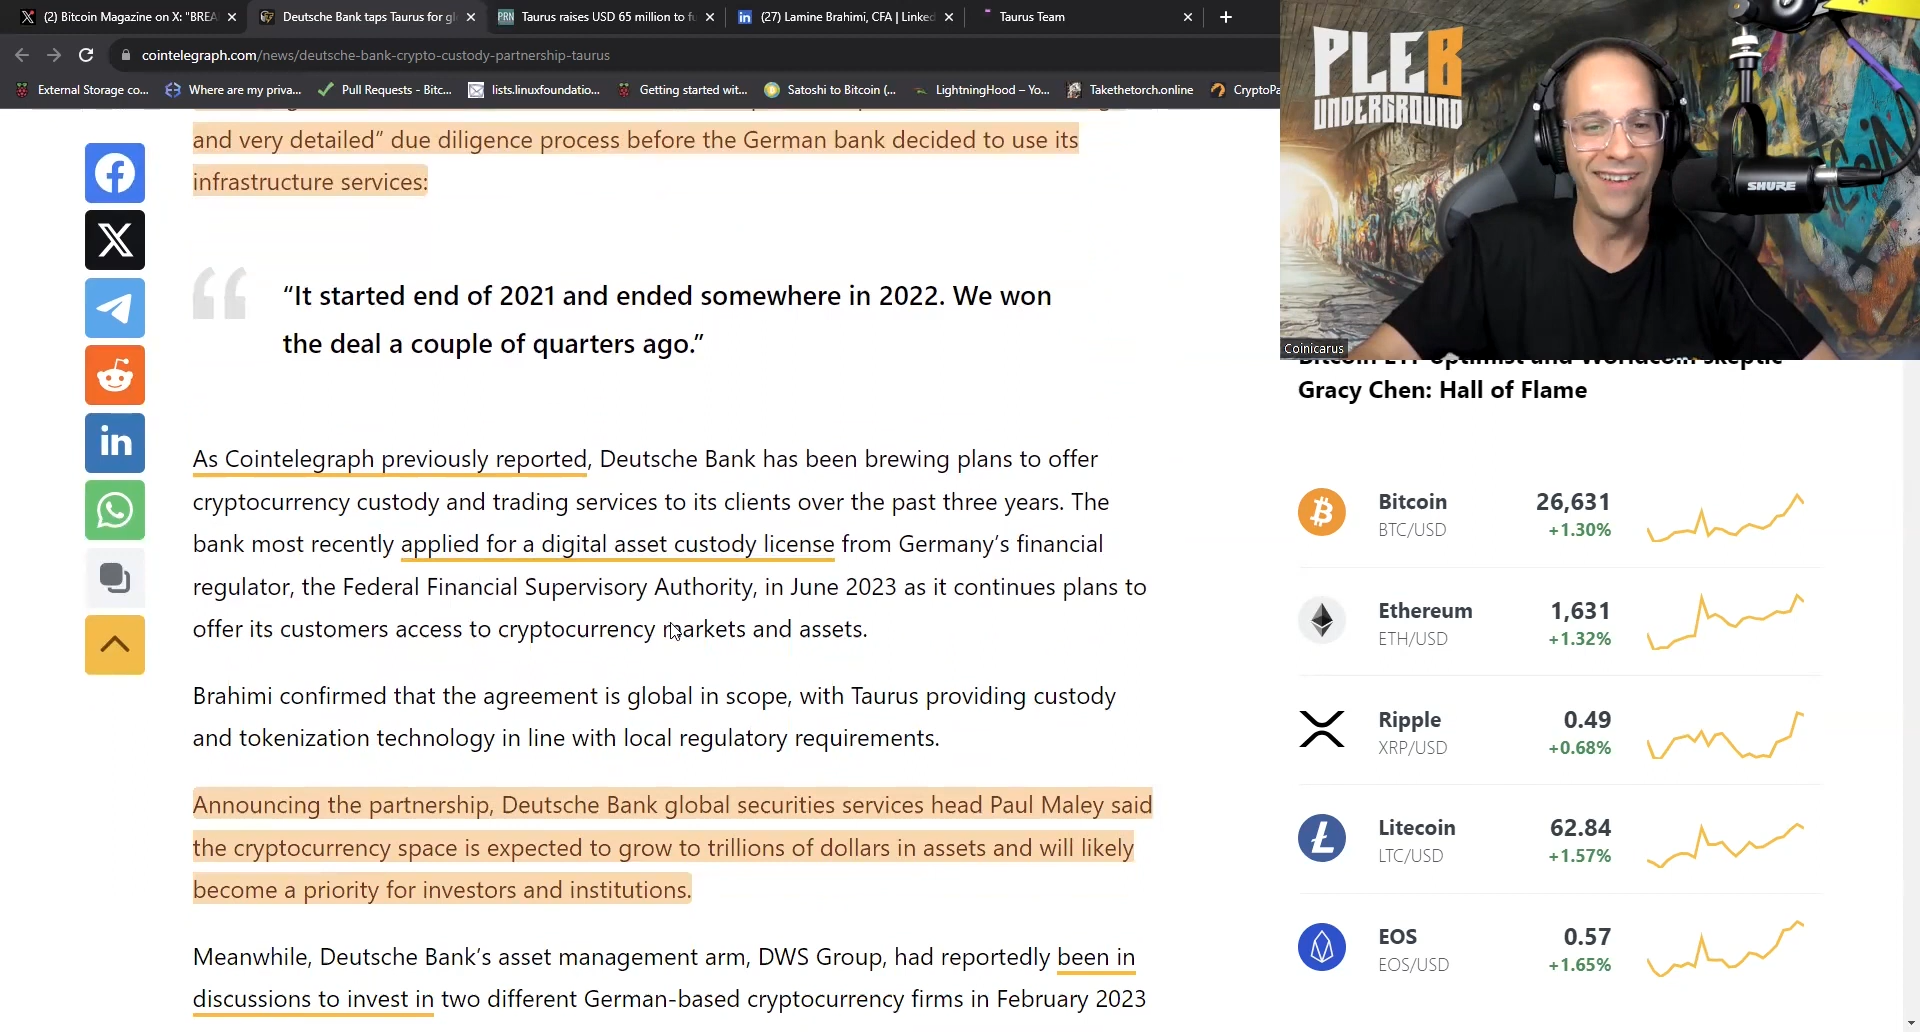 (2) Bitcoin Magazine on X: "BREA
Deutsche Bank taps Taurus for gl
Taurus raises USD 65 million to fu
(27) Lamine Brahimi, CFA | Linked
Taurus Team
cointelegraph.com/news/deutsche-bank-crypto-custody-partnership-taurus
External Storage co...
Where are my priva...
Pull Requests - Bitc...
lists.linuxfoundatio...
Getting started wit...
Satoshi to Bitcoin (...
LightningHood – Yo...
Takethetorch.online
CryptoPa
PLEB
UNDERGROUND
SHURE
Coinicarus
and very detailed” due diligence process before the German bank decided to use its
infrastructure services:
“It started end of 2021 and ended somewhere in 2022. We won
the deal a couple of quarters ago.”
As Cointelegraph previously reported, Deutsche Bank has been brewing plans to offer
cryptocurrency custody and trading services to its clients over the past three years. The
bank most recently applied for a digital asset custody license from Germany’s financial
regulator, the Federal Financial Supervisory Authority, in June 2023 as it continues plans to
offer its customers access to cryptocurrency markets and assets.
Brahimi confirmed that the agreement is global in scope, with Taurus providing custody
and tokenization technology in line with local regulatory requirements.
Announcing the partnership, Deutsche Bank global securities services head Paul Maley said
the cryptocurrency space is expected to grow to trillions of dollars in assets and will likely
become a priority for investors and institutions.
Meanwhile, Deutsche Bank’s asset management arm, DWS Group, had reportedly been in
discussions to invest in two different German-based cryptocurrency firms in February 2023
Bitcoin ETF optimist and Worldcoin skeptic
Gracy Chen: Hall of Flame
Bitcoin 26,631
BTC/USD +1.30%
Ethereum 1,631
ETH/USD +1.32%
Ripple 0.49
XRP/USD +0.68%
Litecoin 62.84
LTC/USD +1.57%
EOS 0.57
EOS/USD +1.65%